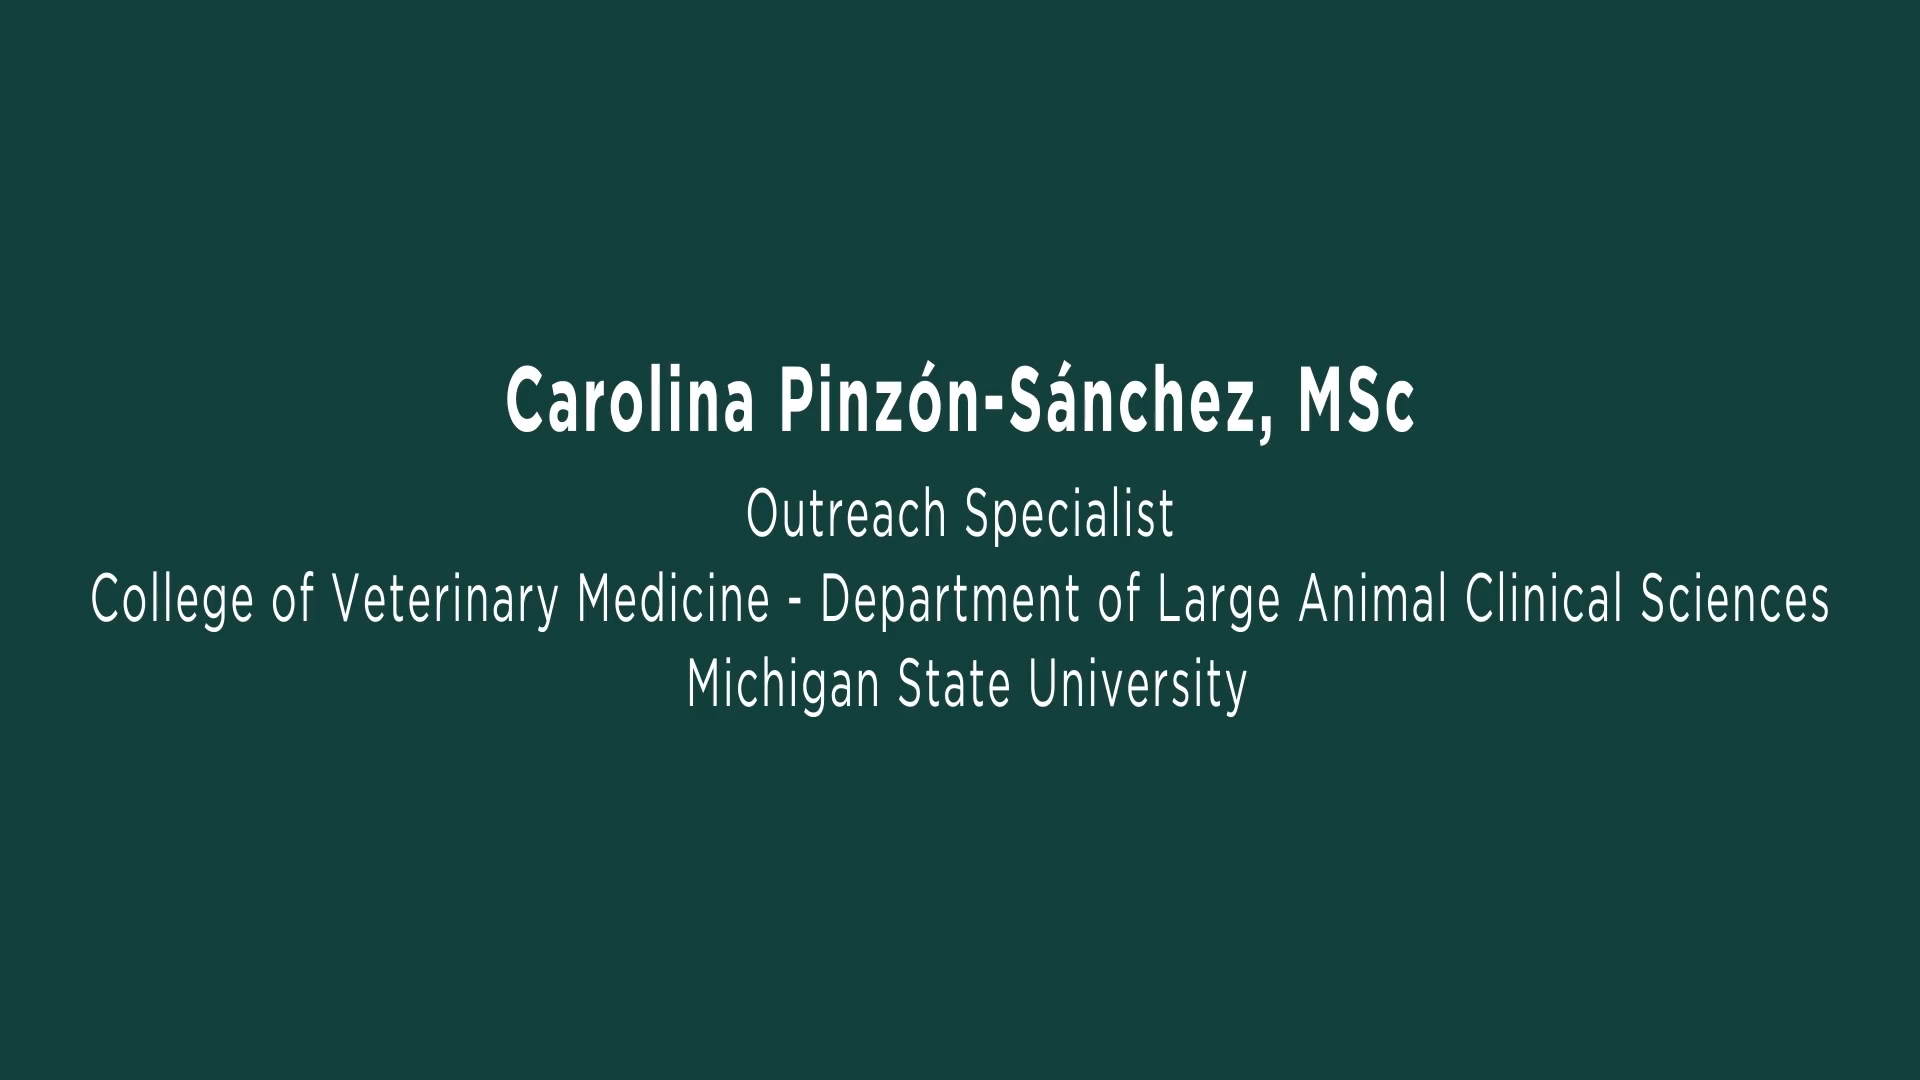 Carolina Pinzón-Sánchez, MSc
Outreach Specialist
College of Veterinary Medicine - Department of Large Animal Clinical Sciences
Michigan State University